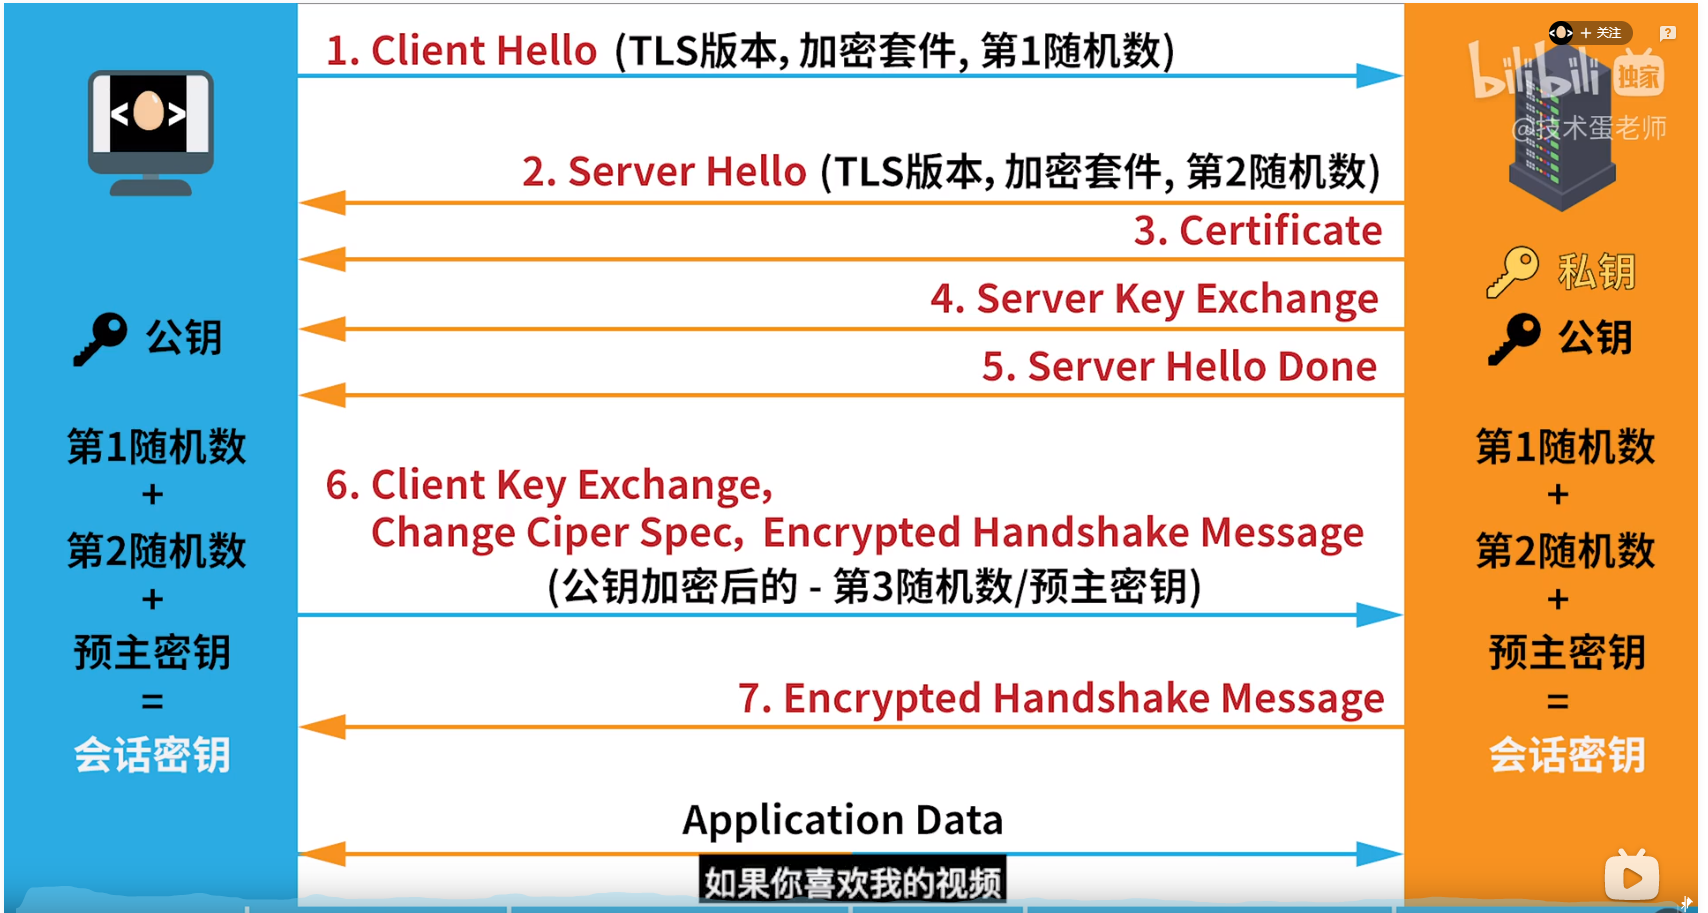 1. Client Hello (TLS版本, 加密套件, 第1随机数)
+ 关注
bilibili 独家
@技术蛋老师
< >
2. Server Hello (TLS版本, 加密套件, 第2随机数)
3. Certificate
私钥
4. Server Key Exchange
公钥
公钥
5. Server Hello Done
第1随机数
+
第2随机数
+
预主密钥
=
会话密钥
6. Client Key Exchange,
Change Ciper Spec, Encrypted Handshake Message
(公钥加密后的 - 第3随机数/预主密钥)
第1随机数
+
第2随机数
+
预主密钥
=
会话密钥
7. Encrypted Handshake Message
Application Data
如果你喜欢我的视频